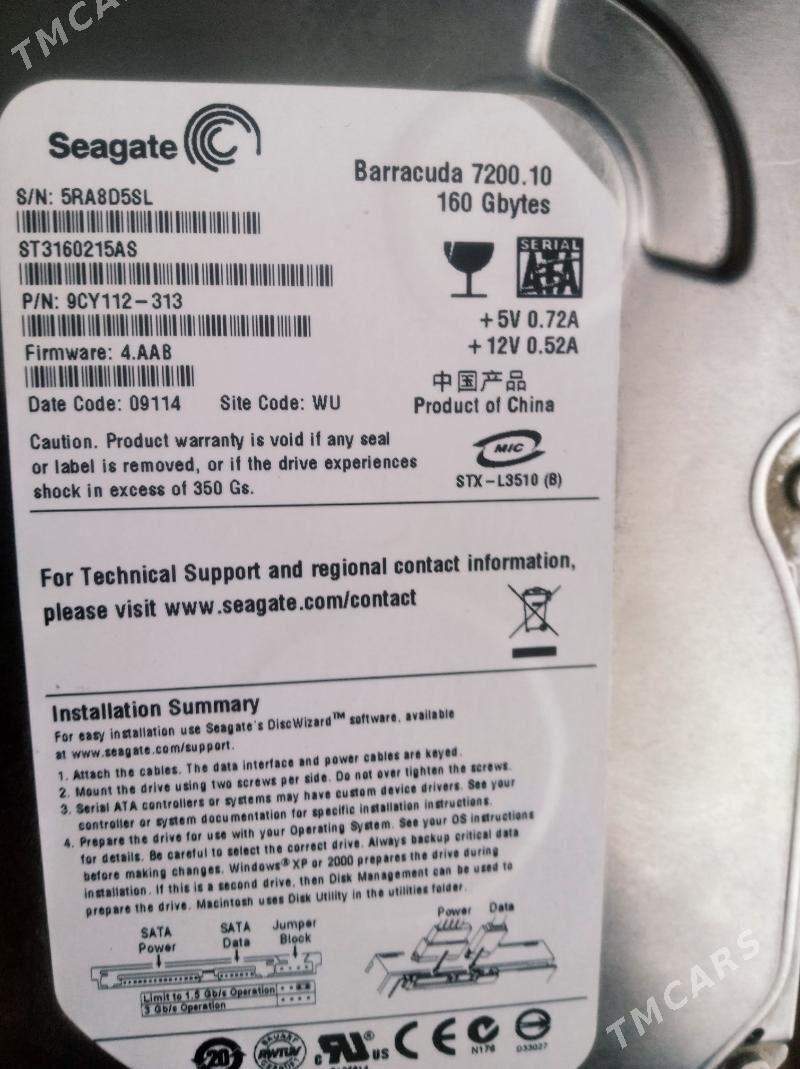 TMCARS
Seagate
Barracuda 7200.10
160 Gbytes
S/N: 5RA8D5SL
ST3160215AS
SERIAL
ATA
P/N: 9CY112-313
+5V 0.72A
+12V 0.52A
Firmware: 4.AAB
中国产品
Date Code: 09114 Site Code: WU
Product of China
Caution. Product warranty is void if any seal
or label is removed, or if the drive experiences
shock in excess of 350 Gs.
MIC
STX-L3510 (B)
For Technical Support and regional contact information,
please visit www.seagate.com/contact
Installation Summary
For easy installation use Seagate's DiscWizard™ software, available
at www.seagate.com/support.
1. Attach the cables. The data interface and power cables are keyed.
2. Mount the drive using two screws per side. Do not over tighten the screws.
3. Serial ATA controllers or systems may have custom device drivers. See your
controller or system documentation for specific installation instructions.
4. Prepare the drive for use with your Operating System. See your OS instructions
for details. Be careful to select the correct drive. Always backup critical data
before making changes. Windows® XP or 2000 prepares the drive during
installation. If this is a second drive, then Disk Management can be used to
prepare the drive. Macintosh uses Disk Utility in the utilities folder.
SATA
Power
SATA
Data
Jumper
Block
Power Data
Limit to 1.5 Gb/s Operation
3 Gb/s Operation
20
RWTUV
c RU® US
CE
N176
D33027
TMCARS